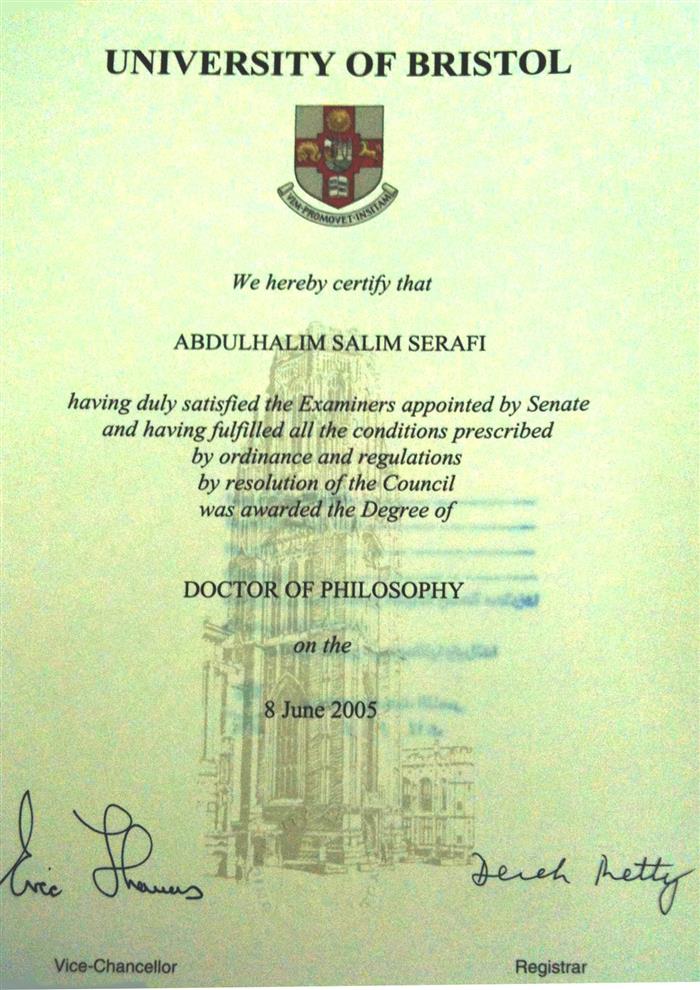 UNIVERSITY OF BRISTOL
VIM·PROMOVET·INSITAM
We hereby certify that
ABDULHALIM SALIM SERAFI
having duly satisfied the Examiners appointed by Senate
and having fulfilled all the conditions prescribed
by ordinance and regulations
by resolution of the Council
was awarded the Degree of
DOCTOR OF PHILOSOPHY
on the
8 June 2005
Eric Thomas
Derek Pretty
Vice-Chancellor
Registrar